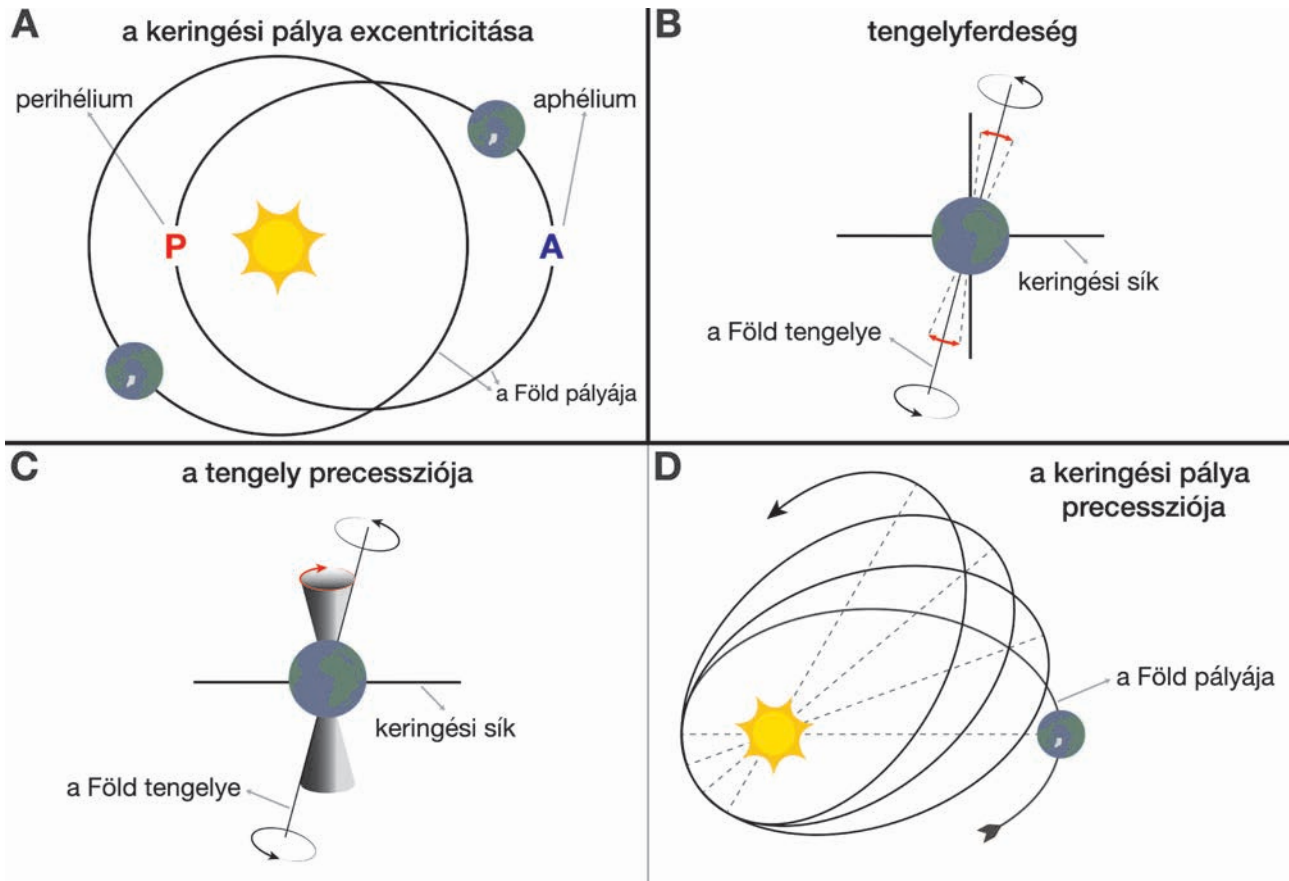 A
a keringési pálya excentricitása
perihélium
aphélium
P
A
a Föld pályája
B
tengelyferdeség
keringési sík
a Föld tengelye
C
a tengely precessziója
keringési sík
a Föld tengelye
D
a keringési pálya
precessziója
a Föld pályája